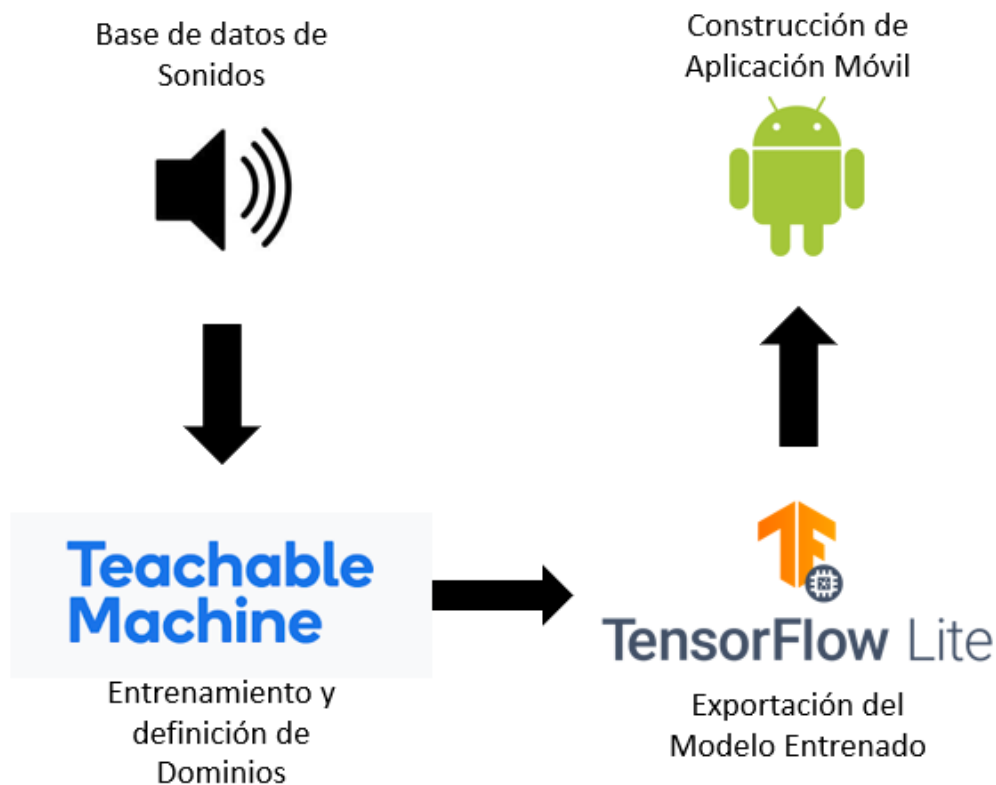 Base de datos de
Sonidos
Construcción de
Aplicación Móvil
Teachable
Machine
Entrenamiento y
definición de
Dominios
TensorFlow Lite
Exportación del
Modelo Entrenado